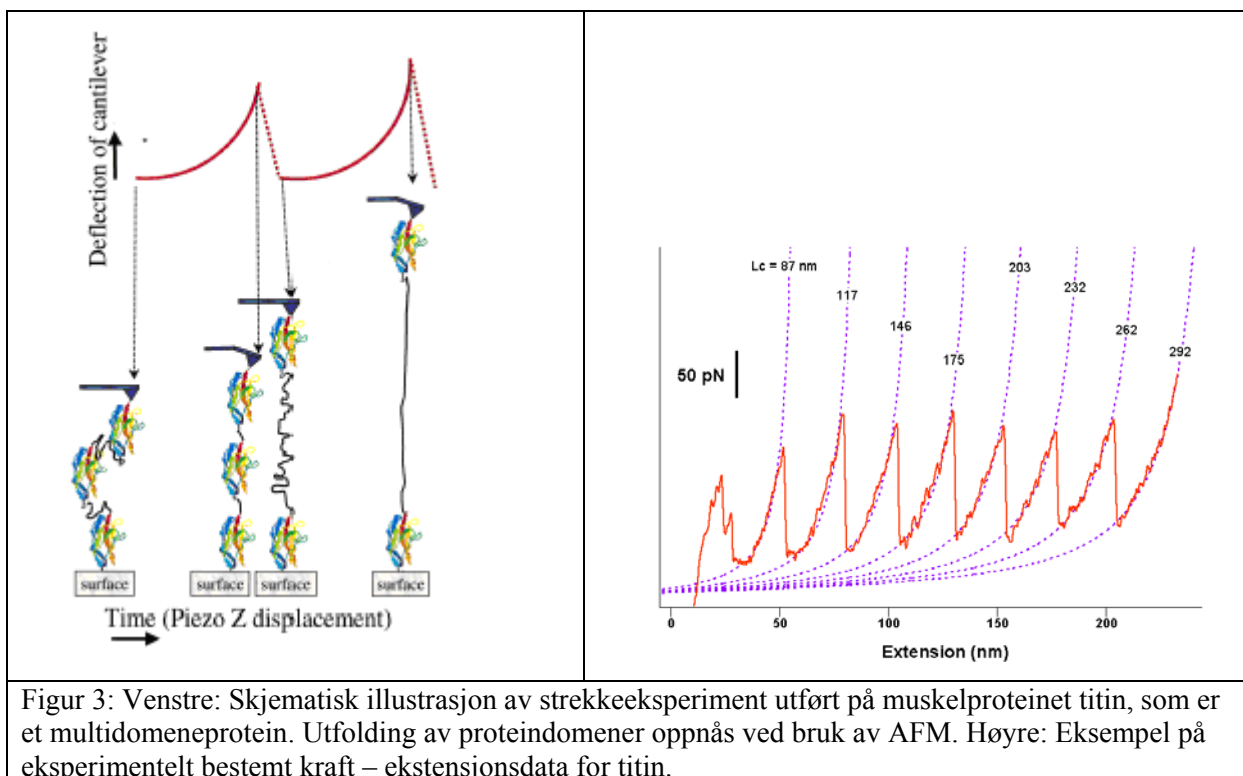 Deflection of cantilever
surface
surface
surface
surface
Time (Piezo Z displacement)
Lc = 87 nm
117
146
175
203
232
262
292
50 pN
0
50
100
150
200
Extension (nm)
Figur 3: Venstre: Skjematisk illustrasjon av strekkeeksperiment utført på muskelproteinet titin, som er
et multidomeneprotein. Utfolding av proteindomener oppnås ved bruk av AFM. Høyre: Eksempel på
eksperimentelt bestemt kraft – ekstensjonsdata for titin.